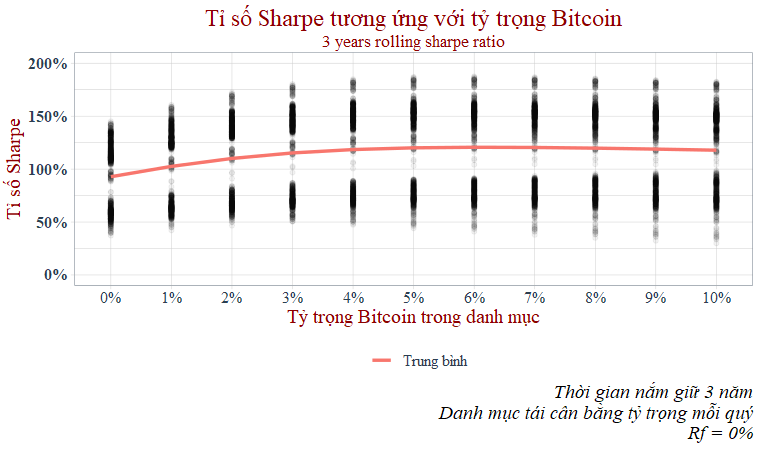 Tỉ số Sharpe tương ứng với tỷ trọng Bitcoin
3 years rolling sharpe ratio
Tỉ số Sharpe
200%
150%
100%
50%
0%
0% 1% 2% 3% 4% 5% 6% 7% 8% 9% 10%
Tỷ trọng Bitcoin trong danh mục
Trung bình
Thời gian nắm giữ 3 năm
Danh mục tái cân bằng tỷ trọng mỗi quý
Rf = 0%